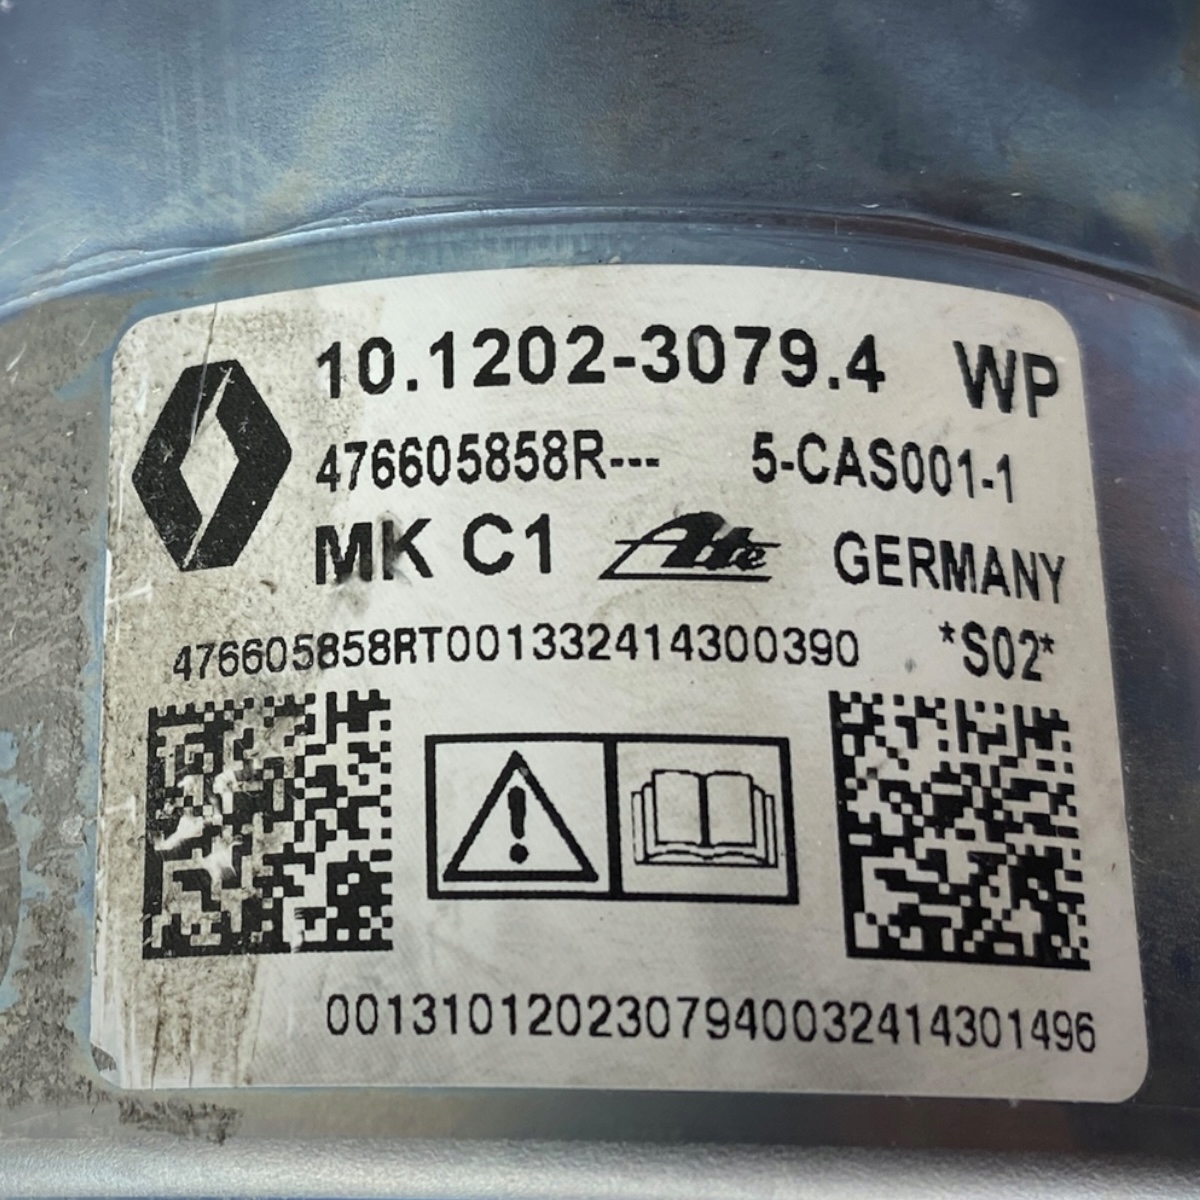 10.1202-3079.4 WP
476605858R--- 5-CAS001-1
MK C1 Ate GERMANY
476605858RT001332414300390 *S02*
0013101202307940032414301496